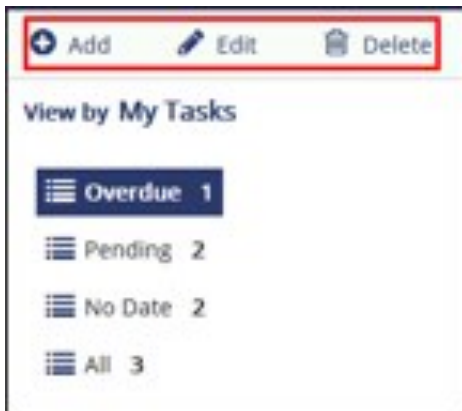 Add Edit Delete
View by My Tasks
Overdue 1
Pending 2
No Date 2
All 3